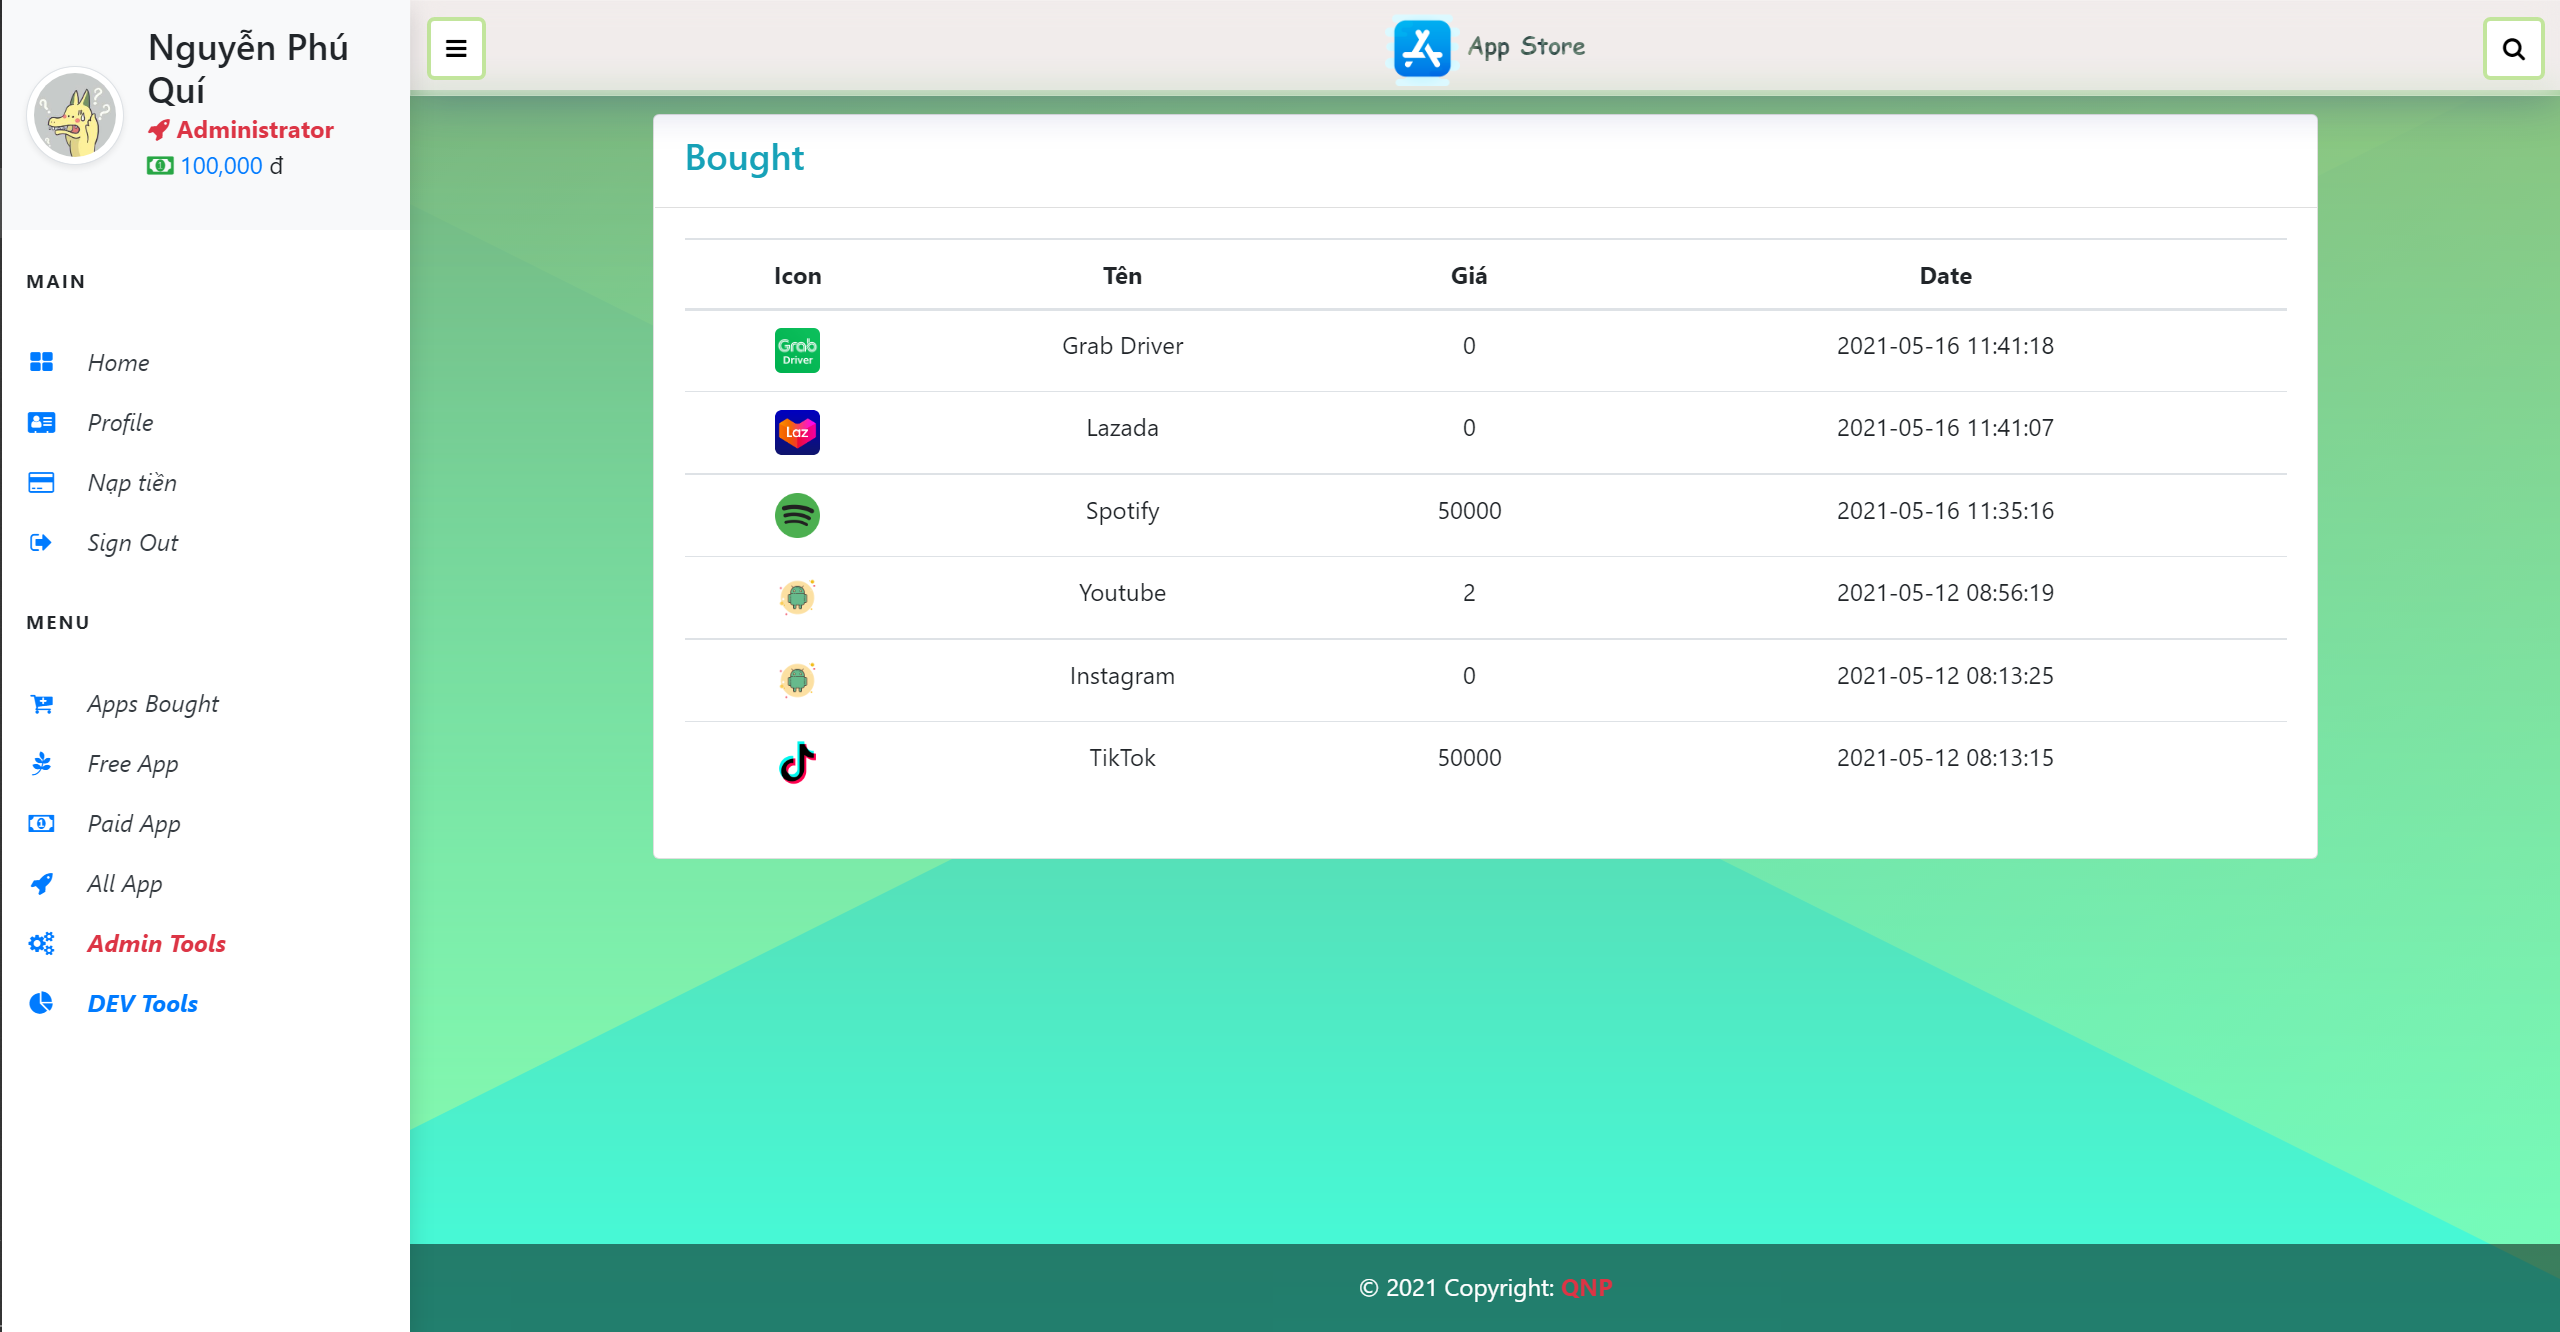 Nguyễn Phú
Quí
Administrator
100,000 đ
MAIN
Home
Profile
Nạp tiền
Sign Out
MENU
Apps Bought
Free App
Paid App
All App
Admin Tools
DEV Tools
App Store
Bought
Icon Tên Giá Date
Grab Driver Grab Driver 0 2021-05-16 11:41:18
Laz Lazada 0 2021-05-16 11:41:07
Spotify 50000 2021-05-16 11:35:16
Youtube 2 2021-05-12 08:56:19
Instagram 0 2021-05-12 08:13:25
TikTok 50000 2021-05-12 08:13:15
© 2021 Copyright: QNP